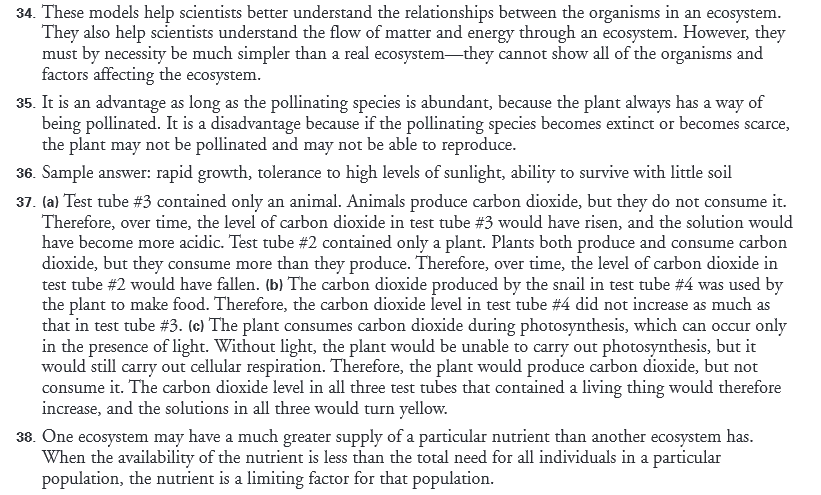 34. These models help scientists better understand the relationships between the organisms in an ecosystem.
They also help scientists understand the flow of matter and energy through an ecosystem. However, they
must by necessity be much simpler than a real ecosystem—they cannot show all of the organisms and
factors affecting the ecosystem.
35. It is an advantage as long as the pollinating species is abundant, because the plant always has a way of
being pollinated. It is a disadvantage because if the pollinating species becomes extinct or becomes scarce,
the plant may not be pollinated and may not be able to reproduce.
36. Sample answer: rapid growth, tolerance to high levels of sunlight, ability to survive with little soil
37. (a) Test tube #3 contained only an animal. Animals produce carbon dioxide, but they do not consume it.
Therefore, over time, the level of carbon dioxide in test tube #3 would have risen, and the solution would
have become more acidic. Test tube #2 contained only a plant. Plants both produce and consume carbon
dioxide, but they consume more than they produce. Therefore, over time, the level of carbon dioxide in
test tube #2 would have fallen. (b) The carbon dioxide produced by the snail in test tube #4 was used by
the plant to make food. Therefore, the carbon dioxide level in test tube #4 did not increase as much as
that in test tube #3. (c) The plant consumes carbon dioxide during photosynthesis, which can occur only
in the presence of light. Without light, the plant would be unable to carry out photosynthesis, but it
would still carry out cellular respiration. Therefore, the plant would produce carbon dioxide, but not
consume it. The carbon dioxide level in all three test tubes that contained a living thing would therefore
increase, and the solutions in all three would turn yellow.
38. One ecosystem may have a much greater supply of a particular nutrient than another ecosystem has.
When the availability of the nutrient is less than the total need for all individuals in a particular
population, the nutrient is a limiting factor for that population.